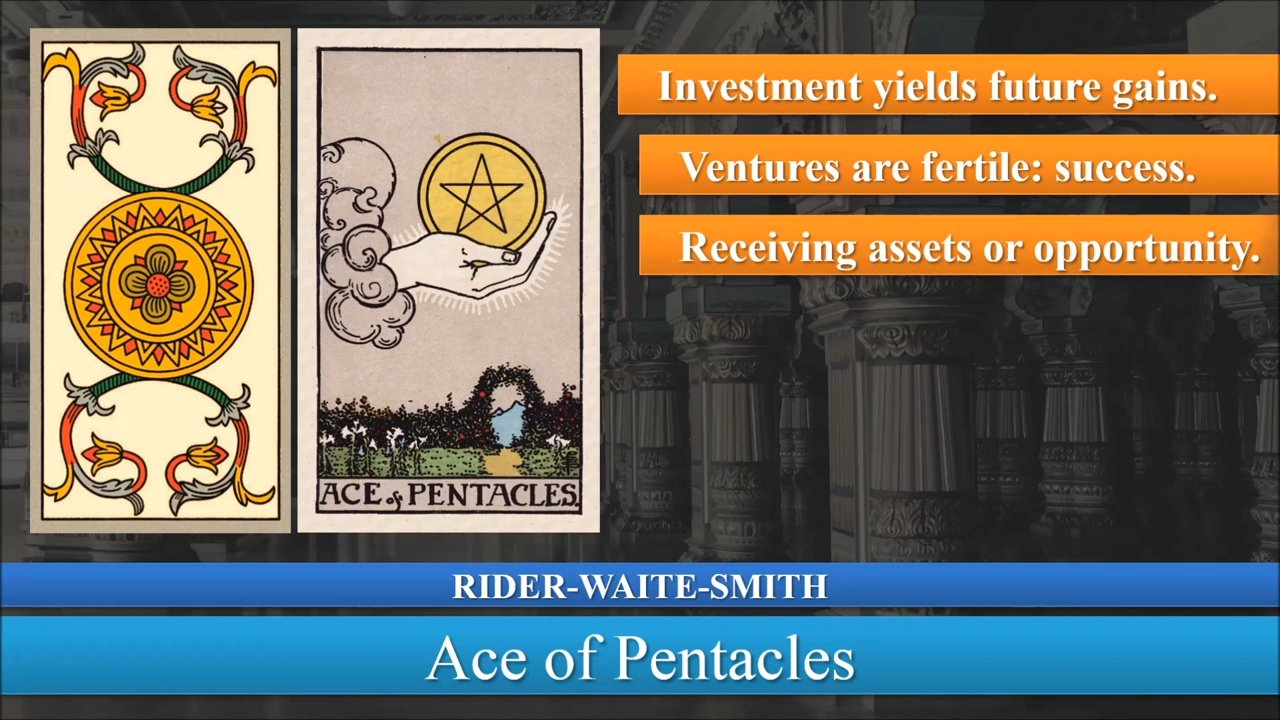 Investment yields future gains.
Ventures are fertile: success.
Receiving assets or opportunity.
ACE of PENTACLES.
RIDER-WAITE-SMITH
Ace of Pentacles